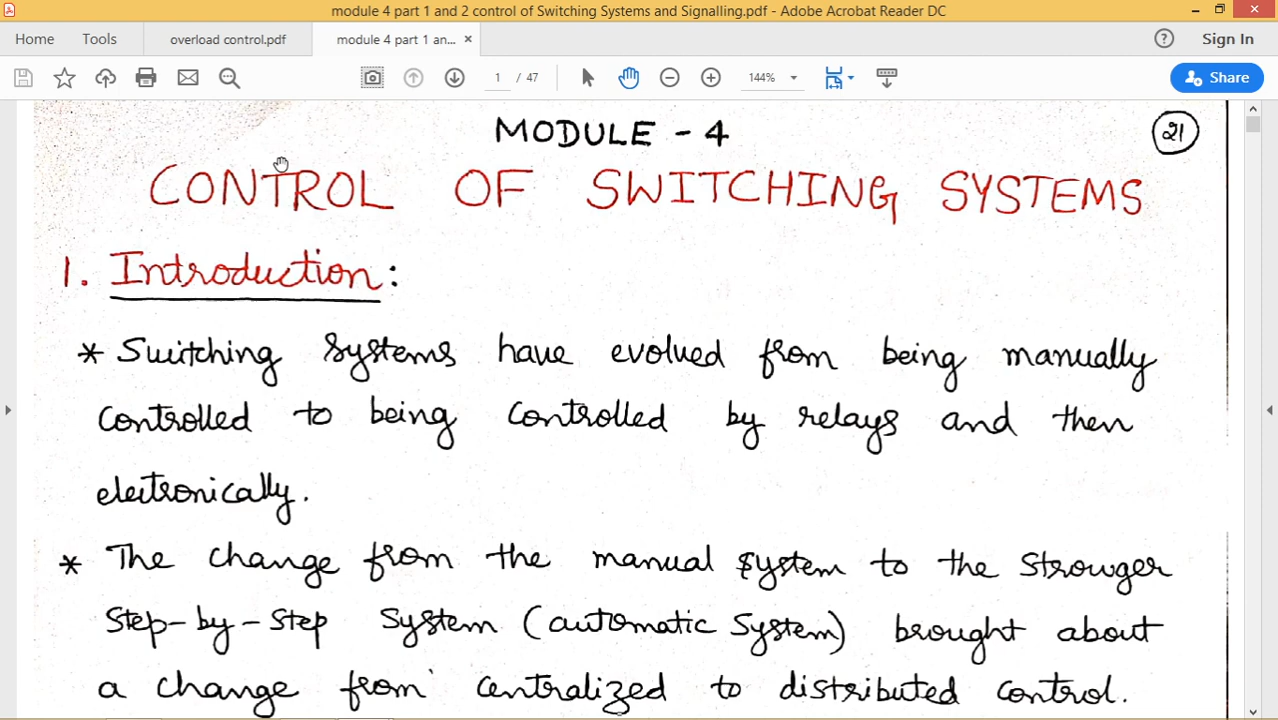 module 4 part 1 and 2 control of Switching Systems and Signalling.pdf - Adobe Acrobat Reader DC
Home Tools overload control.pdf module 4 part 1 an... × Sign In
1 / 47 144% Share
MODULE - 4
21
CONTROL OF SWITCHING SYSTEMS
1. Introduction :
* Switching Systems have evolved from being manually
Controlled to being controlled by relays and then
electronically.
* The change from the manual system to the Strowger
Step-by-Step System (automatic System) brought about
a change from centralized to distributed control.